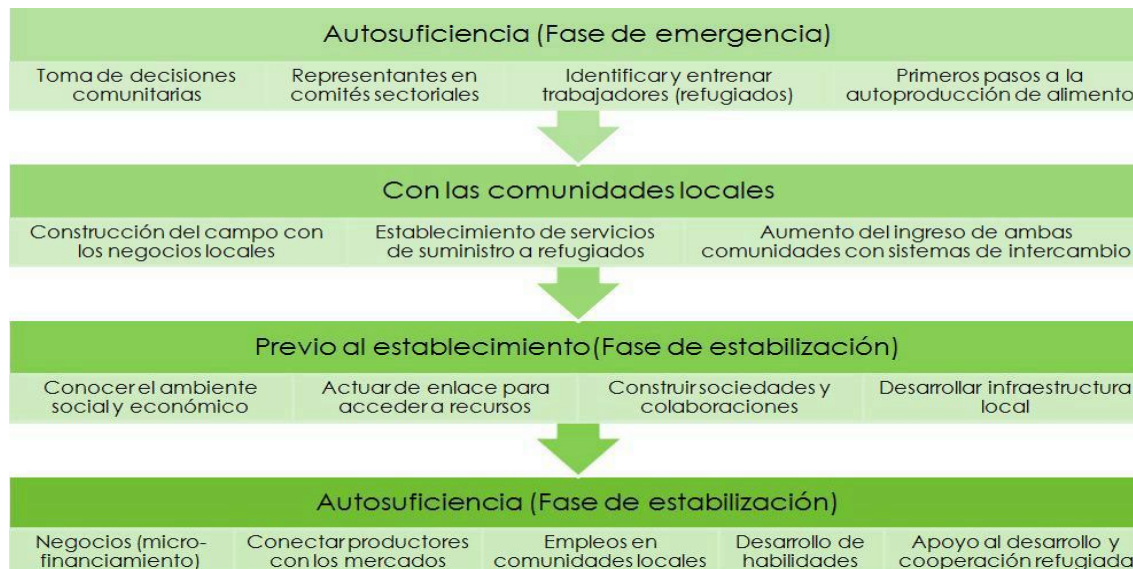 Autosuficiencia (Fase de emergencia)
Toma de decisiones
comunitarias
Representantes en
comités sectoriales
Identificar y entrenar
trabajadores (refugiados)
Primeros pasos a la
autoproducción de alimento
Con las comunidades locales
Construcción del campo con
los negocios locales
Establecimiento de servicios
de suministro a refugiados
Aumento del ingreso de ambas
comunidades con sistemas de intercambio
Previo al establecimiento (Fase de estabilización)
Conocer el ambiente
social y económico
Actuar de enlace para
acceder a recursos
Construir sociedades y
colaboraciones
Desarrollar infraestructura
local
Autosuficiencia (Fase de estabilización)
Negocios (micro-
financiamiento)
Conectar productores
con los mercados
Empleos en
comunidades locales
Desarrollo de
habilidades
Apoyo al desarrollo y
cooperación refugiada